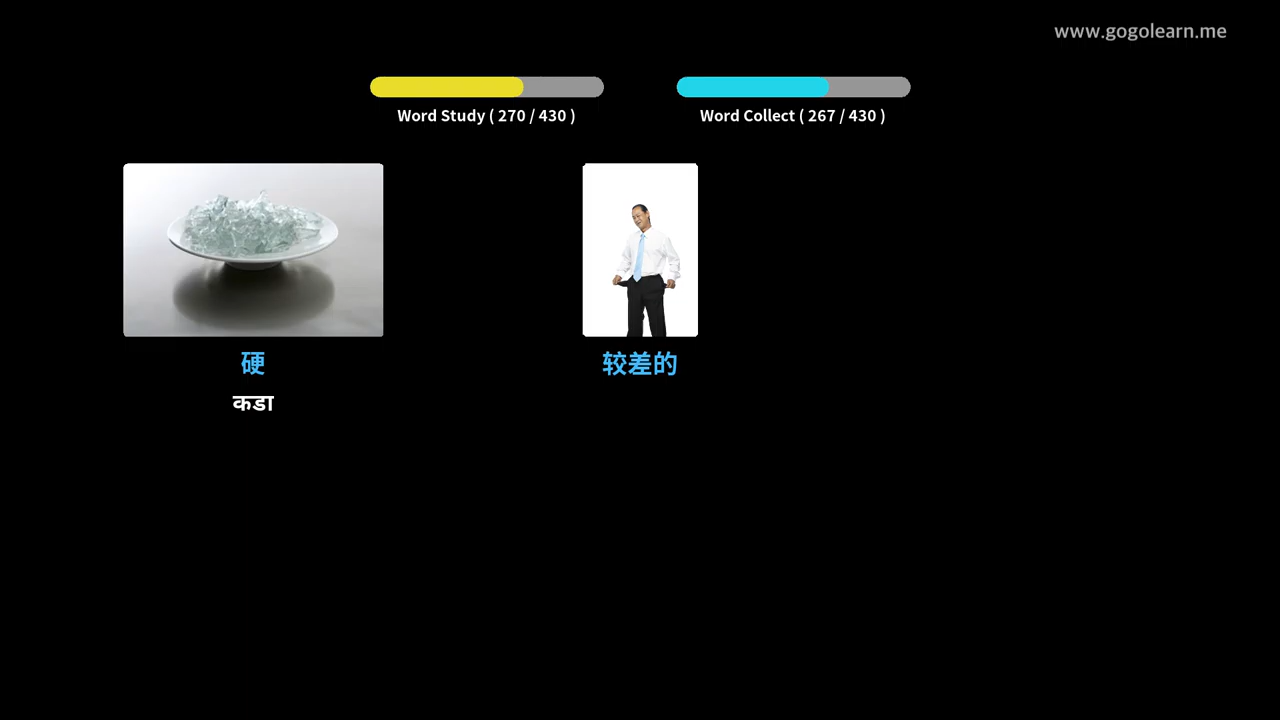 www.gogolearn.me
Word Study ( 270 / 430 )
Word Collect ( 267 / 430 )
硬
较差的
कडा